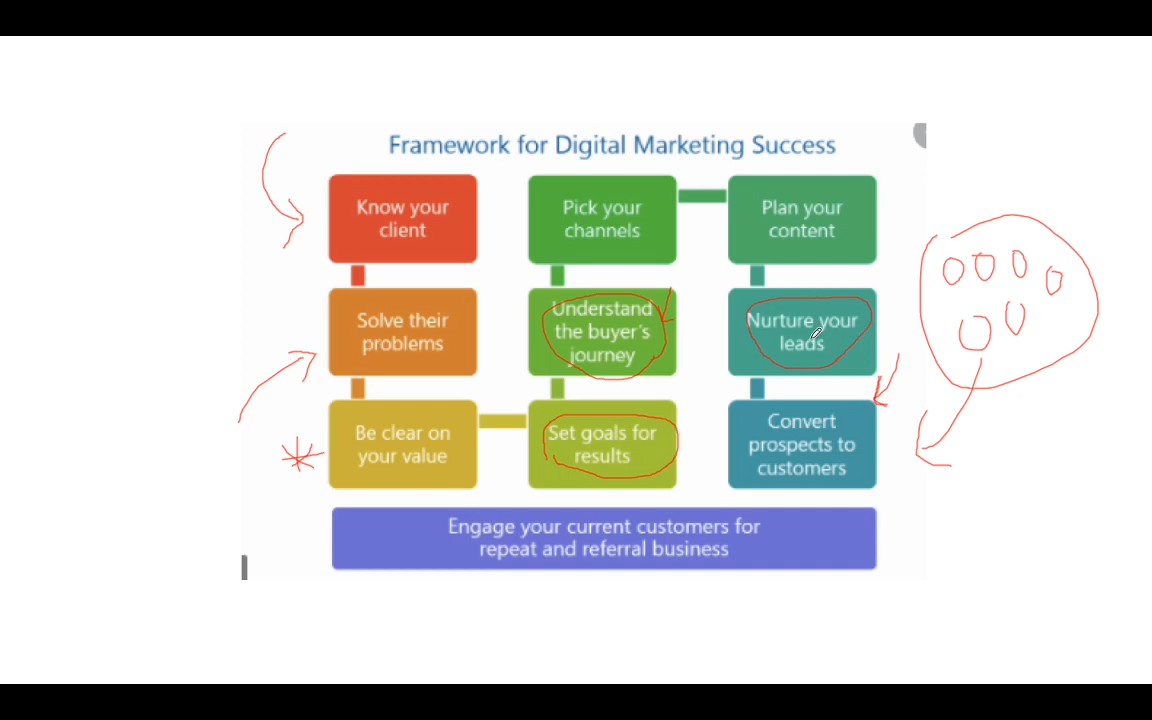 Framework for Digital Marketing Success
Know your
client
Solve their
problems
Be clear on
your value
Set goals for
results
Understand
the buyer's
journey
Pick your
channels
Plan your
content
Nurture your
leads
Convert
prospects to
customers
Engage your current customers for
repeat and referral business